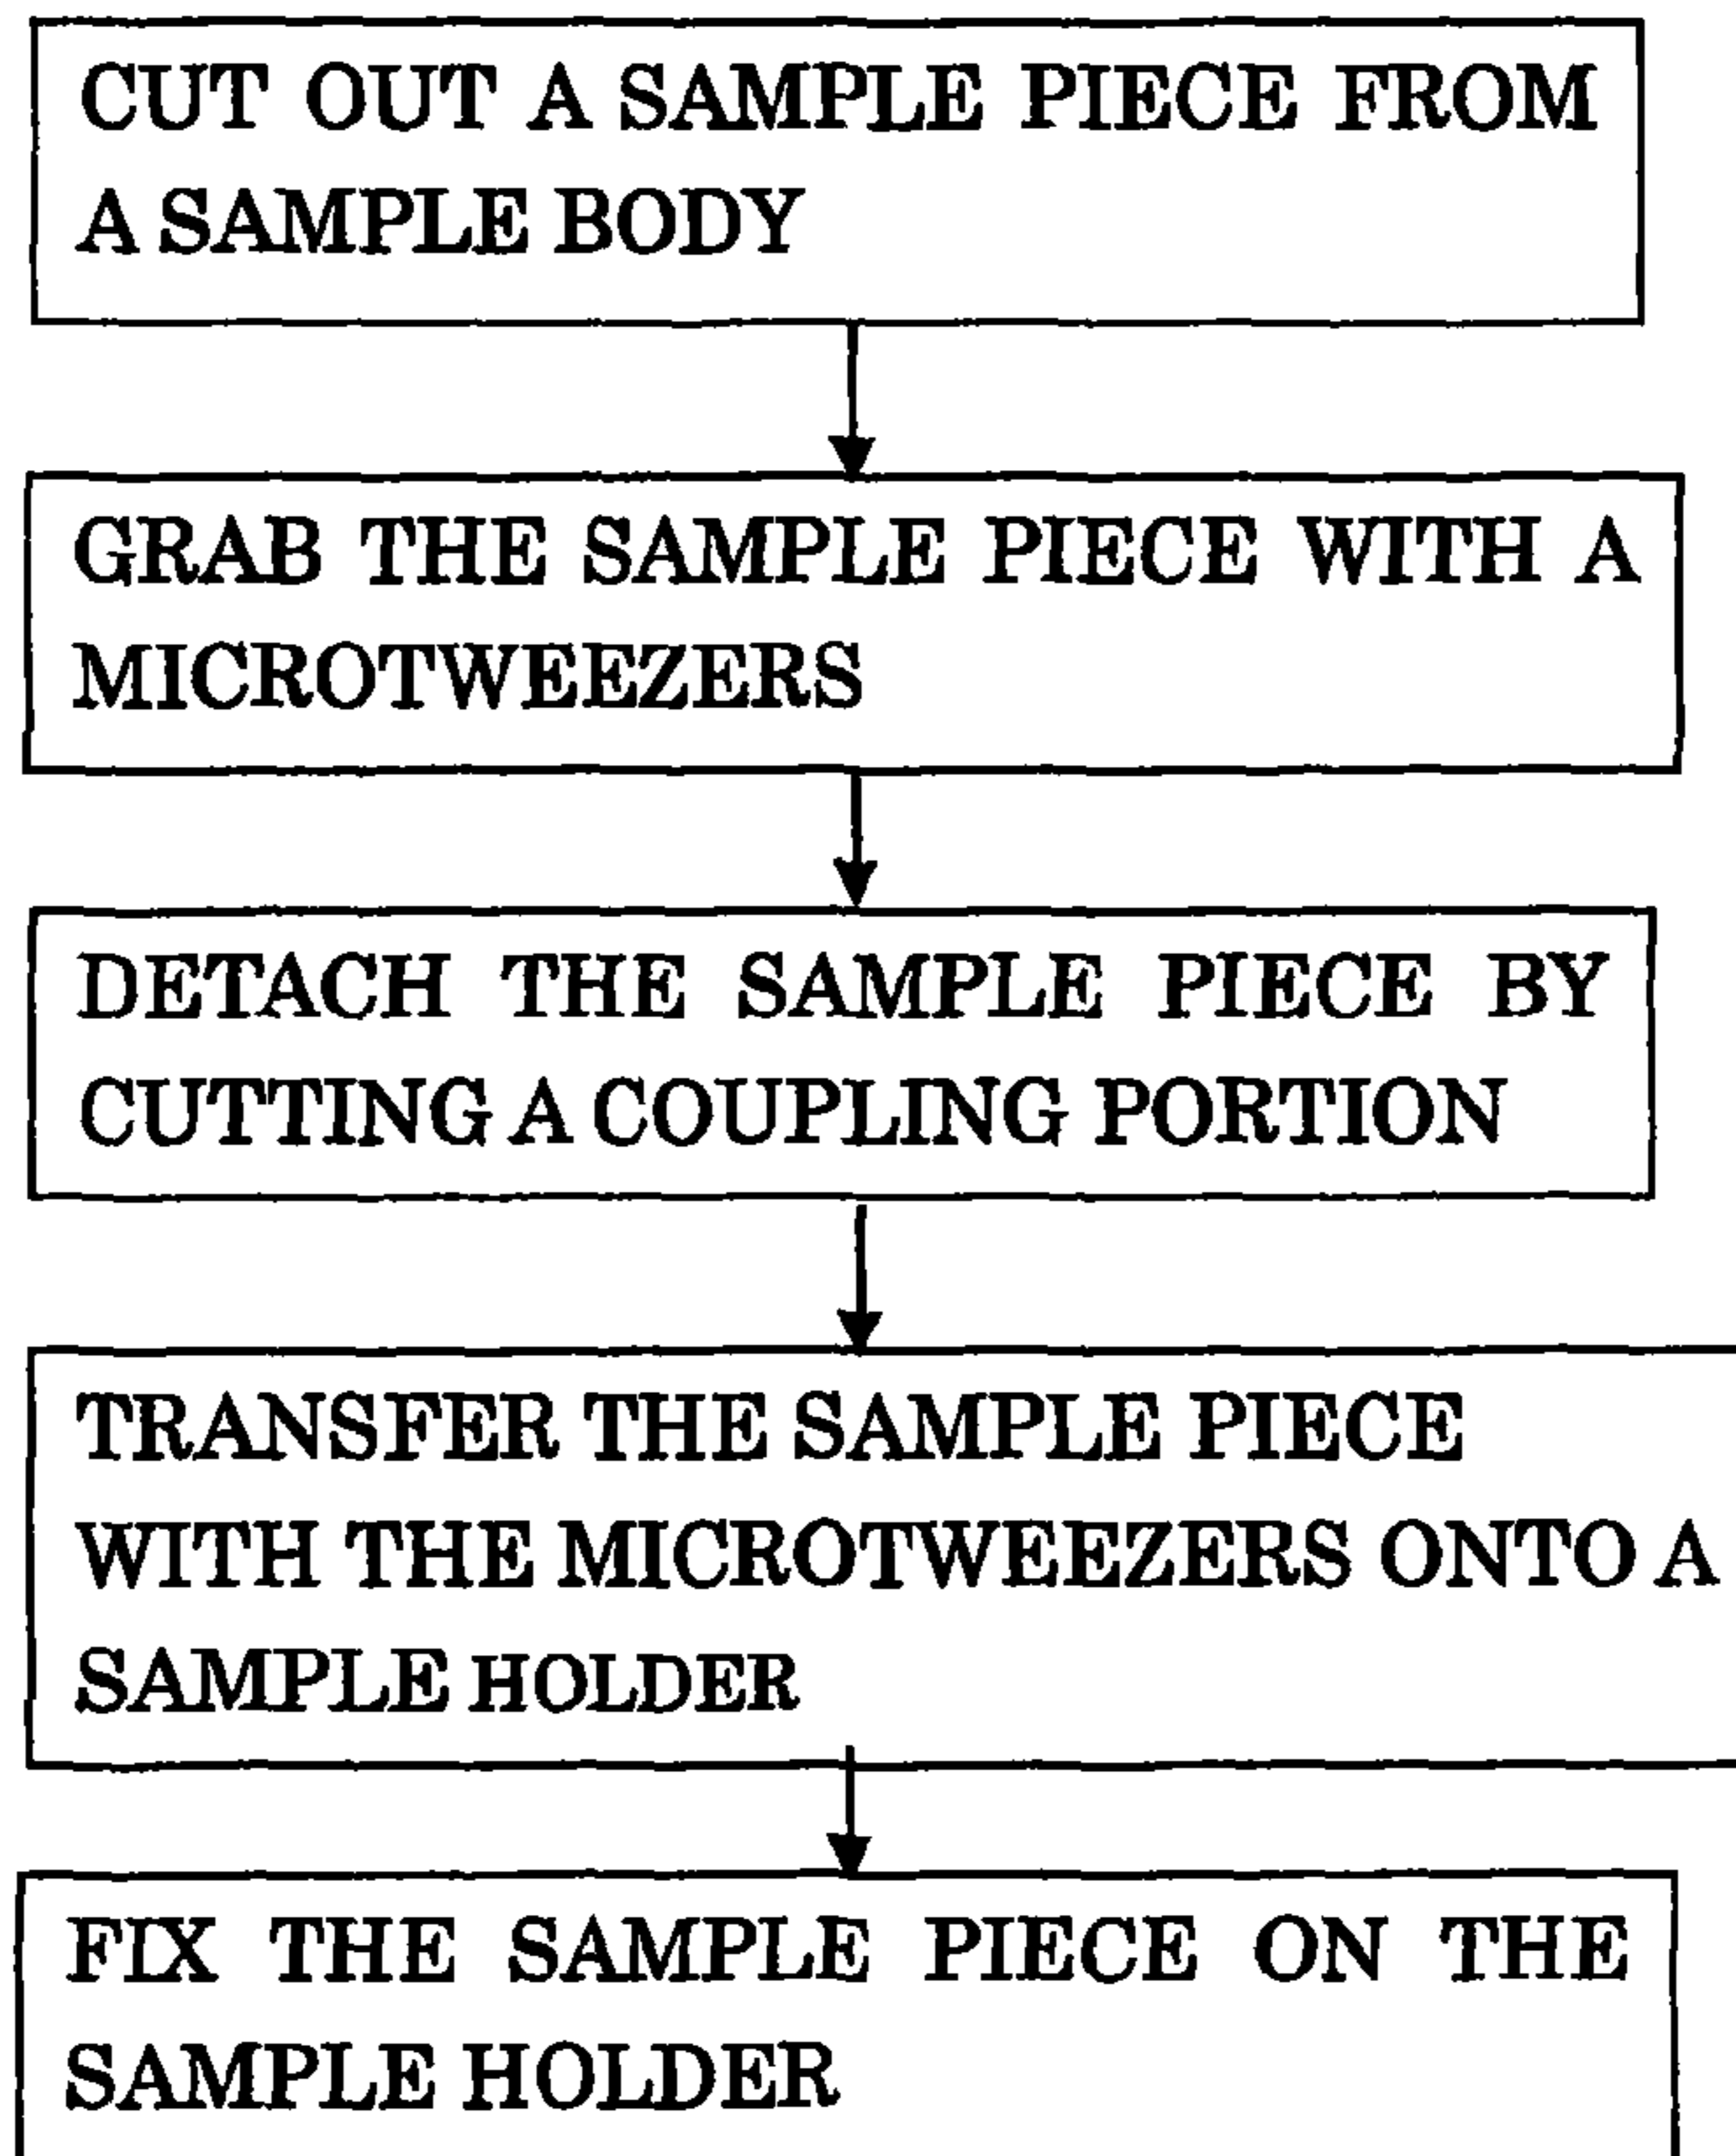 CUT OUT A SAMPLE PIECE FROM
A SAMPLE BODY
GRAB THE SAMPLE PIECE WITH A
MICROTWEEZERS
DETACH THE SAMPLE PIECE BY
CUTTING A COUPLING PORTION
TRANSFER THE SAMPLE PIECE
WITH THE MICROTWEEZERS ONTO A
SAMPLE HOLDER
FIX THE SAMPLE PIECE ON THE
SAMPLE HOLDER